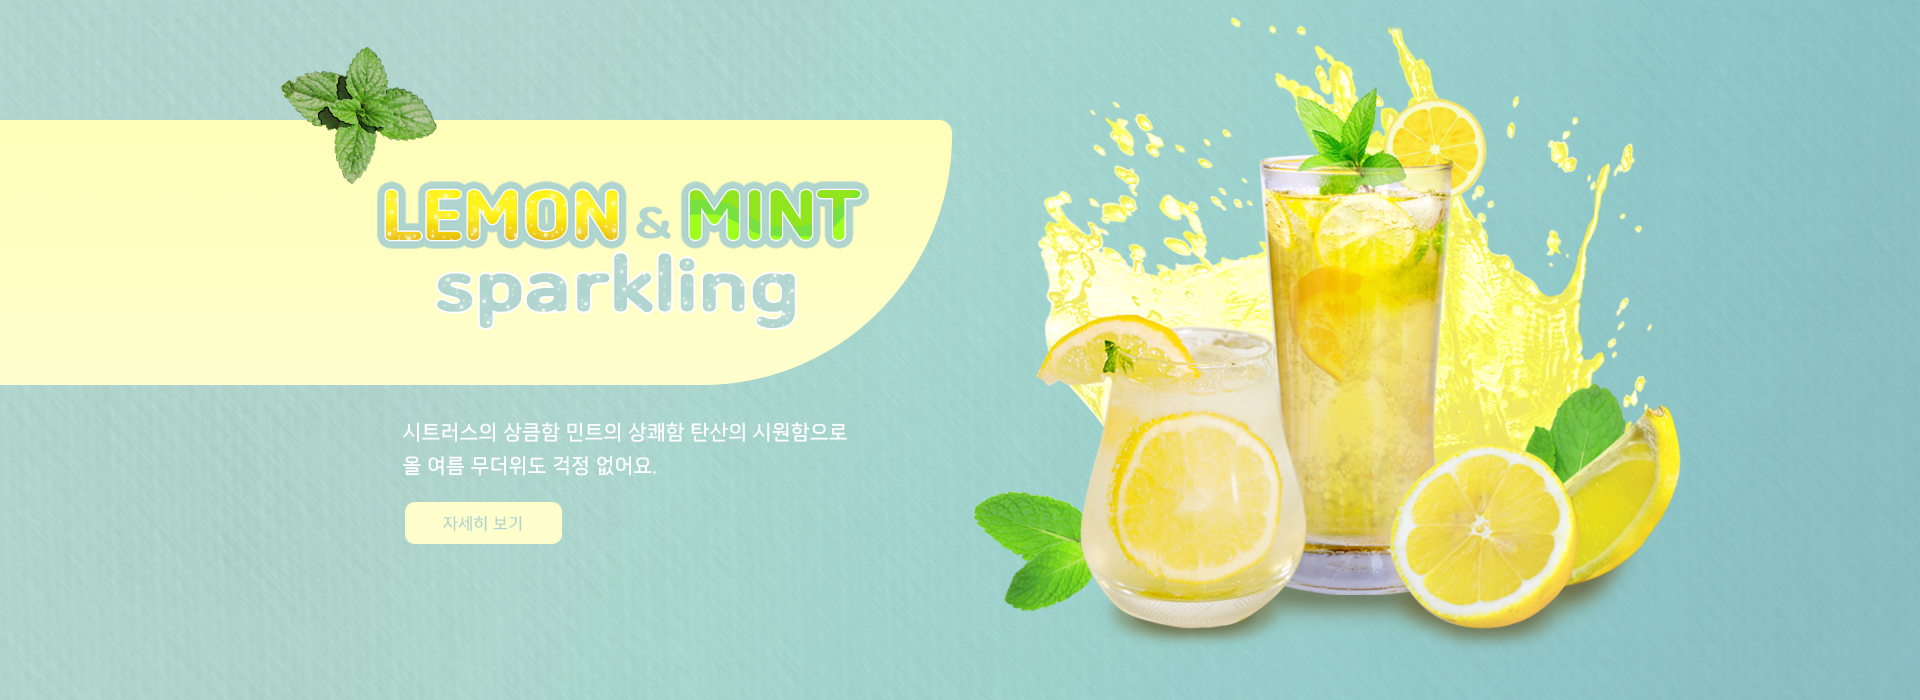 LEMON & MINT
sparkling
시트러스의 상큼함 민트의 상쾌함 탄산의 시원함으로
올 여름 무더위도 걱정 없어요.
자세히 보기